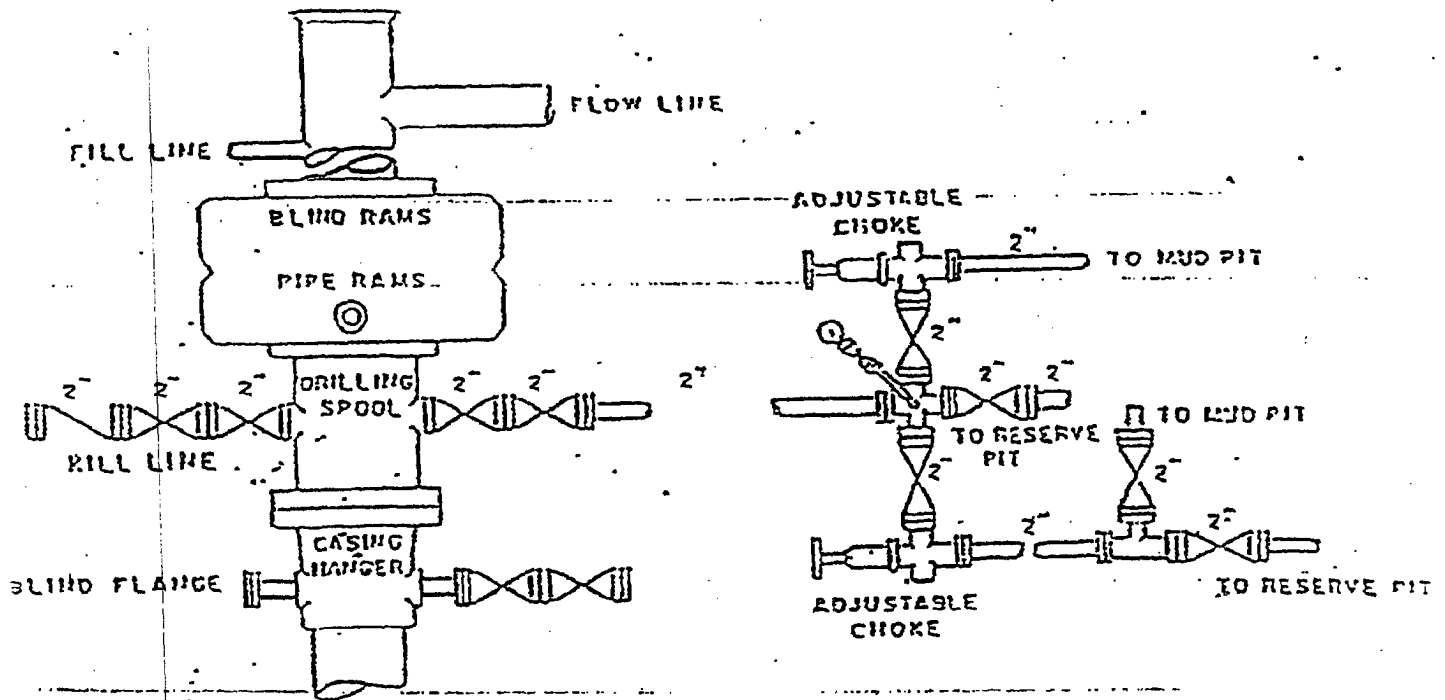 FLOW LINE
FILL LINE
BLIND RAMS
PIPE RAMS
2" 2" 2"
DRILLING
SPOOL
2" 2" 2"
KILL LINE
CASING
HANGER
BLIND FLANGE
ADJUSTABLE
CHOKE
2"
TO MUD PIT
2"
2" 2"
TO RESERVE
PIT
TO MUD PIT
2"
2"
2"
2"
TO RESERVE PIT
ADJUSTABLE
CHOKE